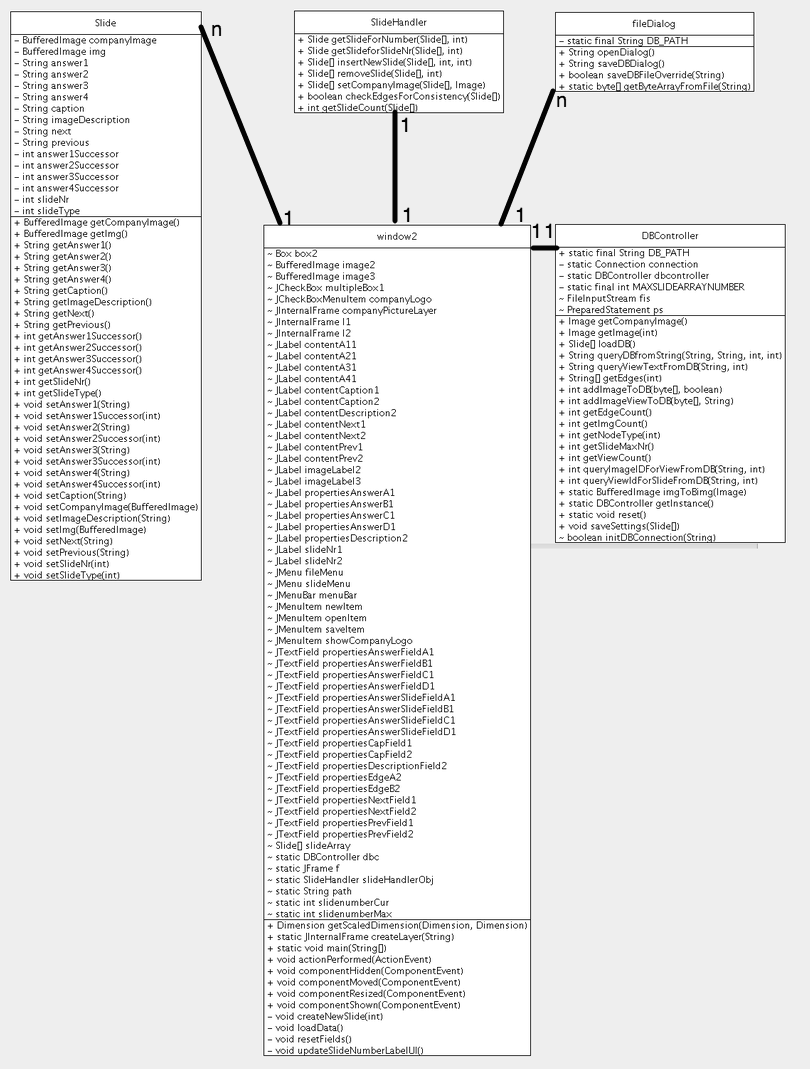 Slide
– BufferedImage companyImage
– BufferedImage img
– String answer1
– String answer2
– String answer3
– String answer4
– String caption
– String imageDescription
– String next
– String previous
– int answer1Successor
– int answer2Successor
– int answer3Successor
– int answer4Successor
– int slideNr
– int slideType
+ BufferedImage getCompanyImage()
+ BufferedImage getImg()
+ String getAnswer1()
+ String getAnswer2()
+ String getAnswer3()
+ String getAnswer4()
+ String getCaption()
+ String getImageDescription()
+ String getNext()
+ String getPrevious()
+ int getAnswer1Successor()
+ int getAnswer2Successor()
+ int getAnswer3Successor()
+ int getAnswer4Successor()
+ int getSlideNr()
+ int getSlideType()
+ void setAnswer1(String)
+ void setAnswer1Successor(int)
+ void setAnswer2(String)
+ void setAnswer2Successor(int)
+ void setAnswer3(String)
+ void setAnswer3Successor(int)
+ void setAnswer4(String)
+ void setAnswer4Successor(int)
+ void setCaption(String)
+ void setCompanyImage(BufferedImage)
+ void setImageDescription(String)
+ void setImg(BufferedImage)
+ void setNext(String)
+ void setPrevious(String)
+ void setSlideNr(int)
+ void setSlideType(int)
n
1
SlideHandler
+ Slide getSlideForNumber(Slide[], int)
+ Slide getSlideforSlideNr(Slide[], int)
+ Slide[] insertNewSlide(Slide[], int, int)
+ Slide[] removeSlide(Slide[], int)
+ Slide[] setCompanyImage(Slide[], Image)
+ boolean checkEdgesForConsistency(Slide[])
+ int getSlideCount(Slide[])
1
1
fileDialog
– static final String DB_PATH
+ String openDialog()
+ String saveDBDialog()
+ boolean saveDBFileOverride(String)
+ static byte[] getByteArrayFromFile(String)
n
1
window2
~ Box box2
~ BufferedImage image2
~ BufferedImage image3
~ JCheckBox multipleBox1
~ JCheckBoxMenuItem companyLogo
~ JInternalFrame companyPictureLayer
~ JInternalFrame l1
~ JInternalFrame l2
~ JLabel contentA11
~ JLabel contentA21
~ JLabel contentA31
~ JLabel contentA41
~ JLabel contentCaption1
~ JLabel contentCaption2
~ JLabel contentDescription2
~ JLabel contentNext1
~ JLabel contentNext2
~ JLabel contentPrev1
~ JLabel contentPrev2
~ JLabel imageLabel2
~ JLabel imageLabel3
~ JLabel propertiesAnswerA1
~ JLabel propertiesAnswerB1
~ JLabel propertiesAnswerC1
~ JLabel propertiesAnswerD1
~ JLabel propertiesDescription2
~ JLabel slideNr1
~ JLabel slideNr2
~ JMenu fileMenu
~ JMenu slideMenu
~ JMenuBar menuBar
~ JMenuItem newItem
~ JMenuItem openItem
~ JMenuItem saveItem
~ JMenuItem showCompanyLogo
~ JTextField propertiesAnswerFieldA1
~ JTextField propertiesAnswerFieldB1
~ JTextField propertiesAnswerFieldC1
~ JTextField propertiesAnswerFieldD1
~ JTextField propertiesAnswerSlideFieldA1
~ JTextField propertiesAnswerSlideFieldB1
~ JTextField propertiesAnswerSlideFieldC1
~ JTextField propertiesAnswerSlideFieldD1
~ JTextField propertiesCapField1
~ JTextField propertiesCapField2
~ JTextField propertiesDescriptionField2
~ JTextField propertiesEdgeA2
~ JTextField propertiesEdgeB2
~ JTextField propertiesNextField1
~ JTextField propertiesNextField2
~ JTextField propertiesPrevField1
~ JTextField propertiesPrevField2
~ Slide[] slideArray
~ static DBController dbc
~ static JFrame f
~ static SlideHandler slideHandlerObj
~ static String path
~ static int slidenumberCur
~ static int slidenumberMax
+ Dimension getScaledDimension(Dimension, Dimension)
+ static JInternalFrame createLayer(String)
+ static void main(String[])
+ void actionPerformed(ActionEvent)
+ void componentHidden(ComponentEvent)
+ void componentMoved(ComponentEvent)
+ void componentResized(ComponentEvent)
+ void componentShown(ComponentEvent)
– void createNewSlide(int)
– void loadData()
– void resetFields()
– void updateSlideNumberLabelUI()
11
DBController
+ static final String DB_PATH
– static Connection connection
– static DBController dbcontroller
– static final int MAXSLIDEARRAYNUMBER
~ FileInputStream fis
~ PreparedStatement ps
+ Image getCompanyImage()
+ Image getImage(int)
+ Slide[] loadDB()
+ String queryDBfromString(String, String, int, int)
+ String queryViewTextFromDB(String, int)
+ String[] getEdges(int)
+ int addImageToDB(byte[], boolean)
+ int addImageViewToDB(byte[], String)
+ int getEdgeCount()
+ int getImgCount()
+ int getNodeType(int)
+ int getSlideMaxNr()
+ int getViewCount()
+ int queryImageIDForViewFromDB(String, int)
+ int queryViewIdForSlideFromDB(String, int)
+ static BufferedImage imgToBimg(Image)
+ static DBController getInstance()
+ static void reset()
+ void saveSettings(Slide[])
~ boolean initDBConnection(String)